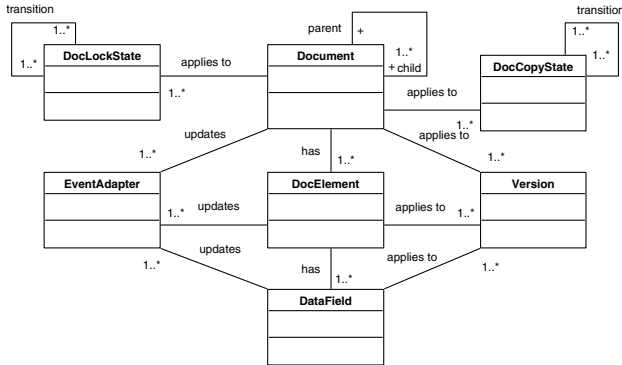 transition
transition
parent
+
1..*
1..*
1..*
DocLockState
Document
1..*
1..*
applies to
+ child
DocCopyState
1..*
applies to
1..*
updates
1..*
applies to
1..*
has
1..*
1..*
EventAdapter
DocElement
Version
updates
applies to
1..*
1..*
updates
applies to
1..*
has
1..*
1..*
DataField